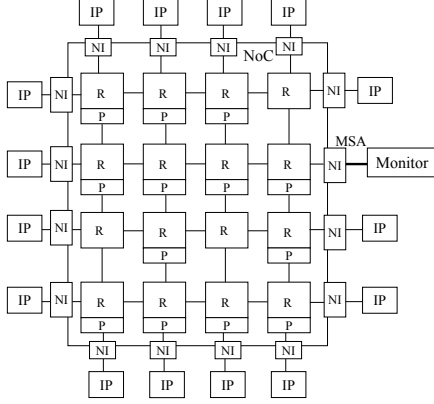 IP IP IP IP
NI NI NI NI
NoC
IP NI R R R R NI IP
P P P
MSA
IP NI R R R R NI Monitor
P P P P
IP NI R R R R NI IP
P P
IP NI R R R R NI IP
P P P P
NI NI NI NI
IP IP IP IP